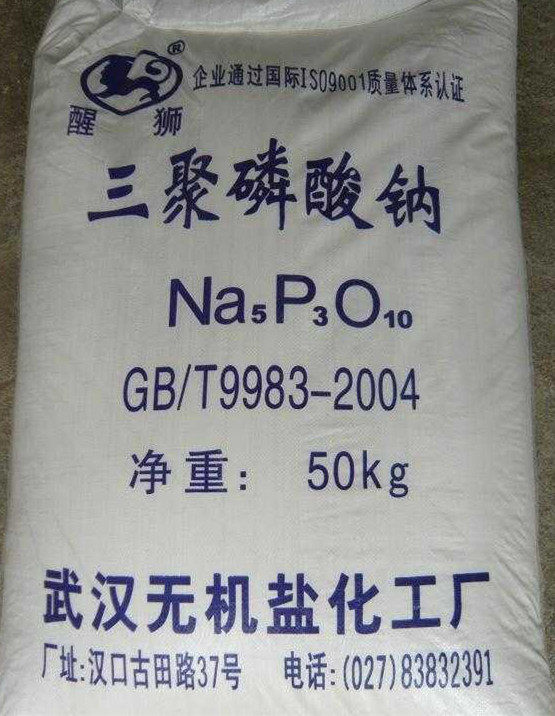 ®
企业通过国际ISO9001质量体系认证
醒 狮
三聚磷酸钠
Na₅P₃O₁₀
GB/T9983-2004
净重: 50kg
武汉无机盐化工厂
厂址:汉口古田路37号 电话:(027)83832391